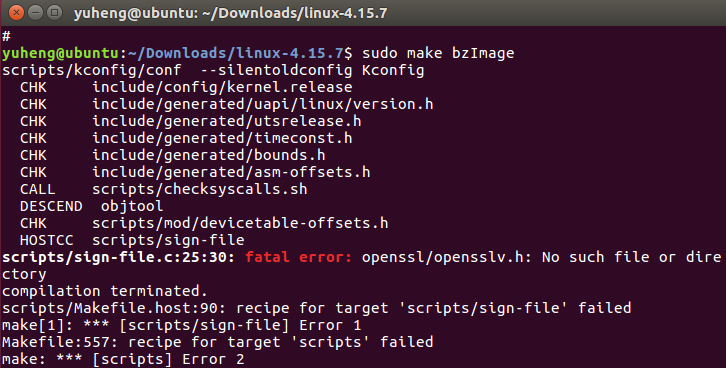 yuheng@ubuntu: ~/Downloads/linux-4.15.7
#
yuheng@ubuntu:~/Downloads/linux-4.15.7$ sudo make bzImage
scripts/kconfig/conf  --silentoldconfig Kconfig
  CHK     include/config/kernel.release
  CHK     include/generated/uapi/linux/version.h
  CHK     include/generated/utsrelease.h
  CHK     include/generated/timeconst.h
  CHK     include/generated/bounds.h
  CHK     include/generated/asm-offsets.h
  CALL    scripts/checksyscalls.sh
  DESCEND  objtool
  CHK     scripts/mod/devicetable-offsets.h
  HOSTCC  scripts/sign-file
scripts/sign-file.c:25:30: fatal error: openssl/opensslv.h: No such file or dire
ctory
compilation terminated.
scripts/Makefile.host:90: recipe for target 'scripts/sign-file' failed
make[1]: *** [scripts/sign-file] Error 1
Makefile:557: recipe for target 'scripts' failed
make: *** [scripts] Error 2